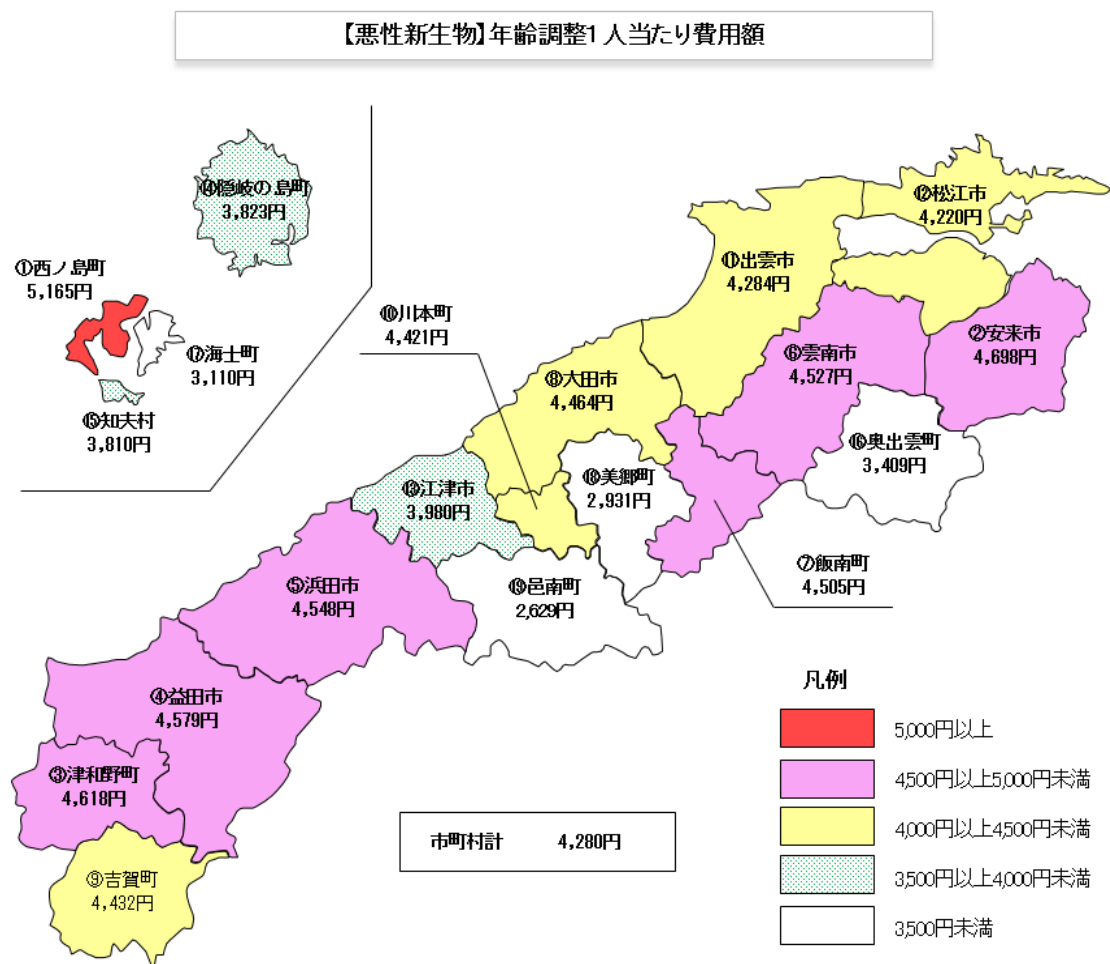 【悪性新生物】年齢調整1人当たり費用額
⑭隠岐の島町
3,823円
①西ノ島町
5,165円
⑰海士町
3,110円
⑮知夫村
3,810円
⑫松江市
4,220円
⑪出雲市
4,284円
②安来市
4,698円
⑩川本町
4,421円
⑥雲南市
4,527円
⑧大田市
4,464円
⑯奥出雲町
3,409円
⑱美郷町
2,931円
⑬江津市
3,980円
⑦飯南町
4,505円
⑤浜田市
4,548円
⑲邑南町
2,629円
④益田市
4,579円
③津和野町
4,618円
⑨吉賀町
4,432円
市町村計 4,280円
凡例
5,000円以上
4,500円以上5,000円未満
4,000円以上4,500円未満
3,500円以上4,000円未満
3,500円未満